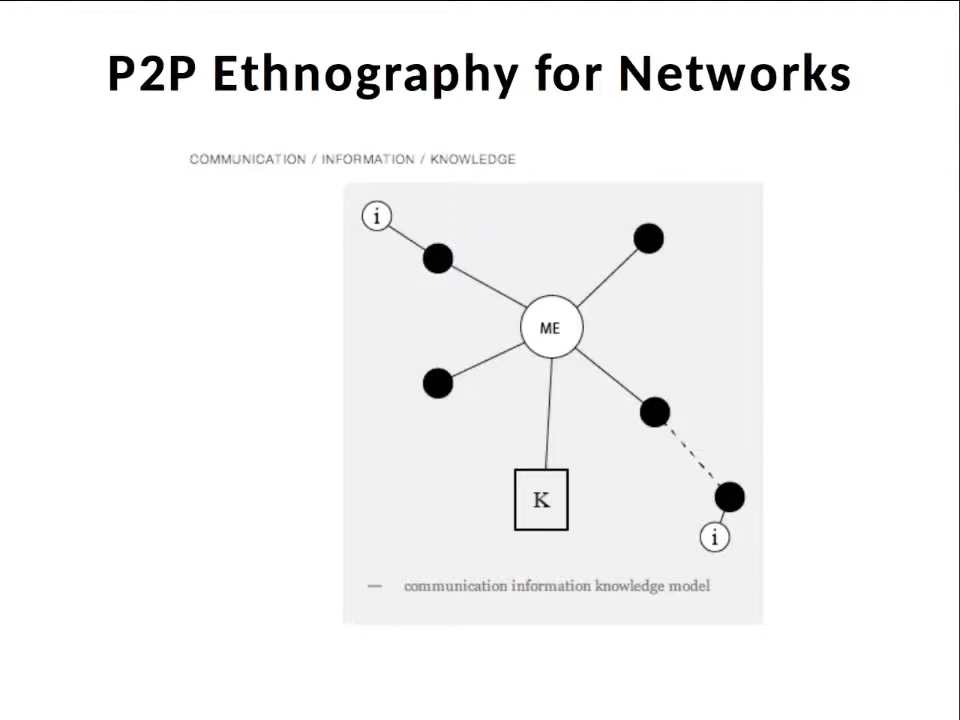 P2P Ethnography for Networks
COMMUNICATION / INFORMATION / KNOWLEDGE
i
ME
K
i
— communication information knowledge model